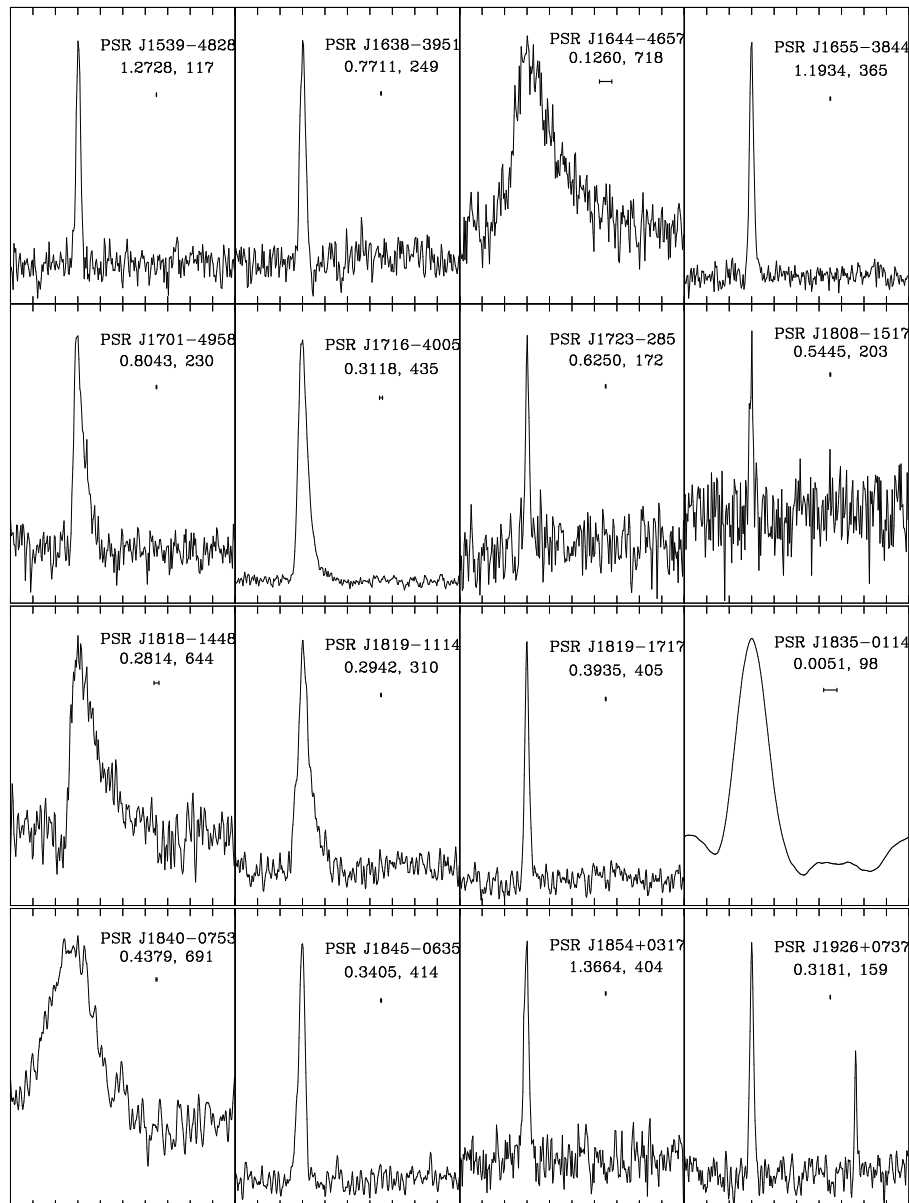 PSR J1539−4828
1.2728, 117
PSR J1638−3951
0.7711, 249
PSR J1644−4657
0.1260, 718
PSR J1655−3844
1.1934, 365
PSR J1701−4958
0.8043, 230
PSR J1716−4005
0.3118, 435
PSR J1723−285
0.6250, 172
PSR J1808−1517
0.5445, 203
PSR J1818−1448
0.2814, 644
PSR J1819−1114
0.2942, 310
PSR J1819−1717
0.3935, 405
PSR J1835−0114
0.0051, 98
PSR J1840−0753
0.4379, 691
PSR J1845−0635
0.3405, 414
PSR J1854+0317
1.3664, 404
PSR J1926+0737
0.3181, 159